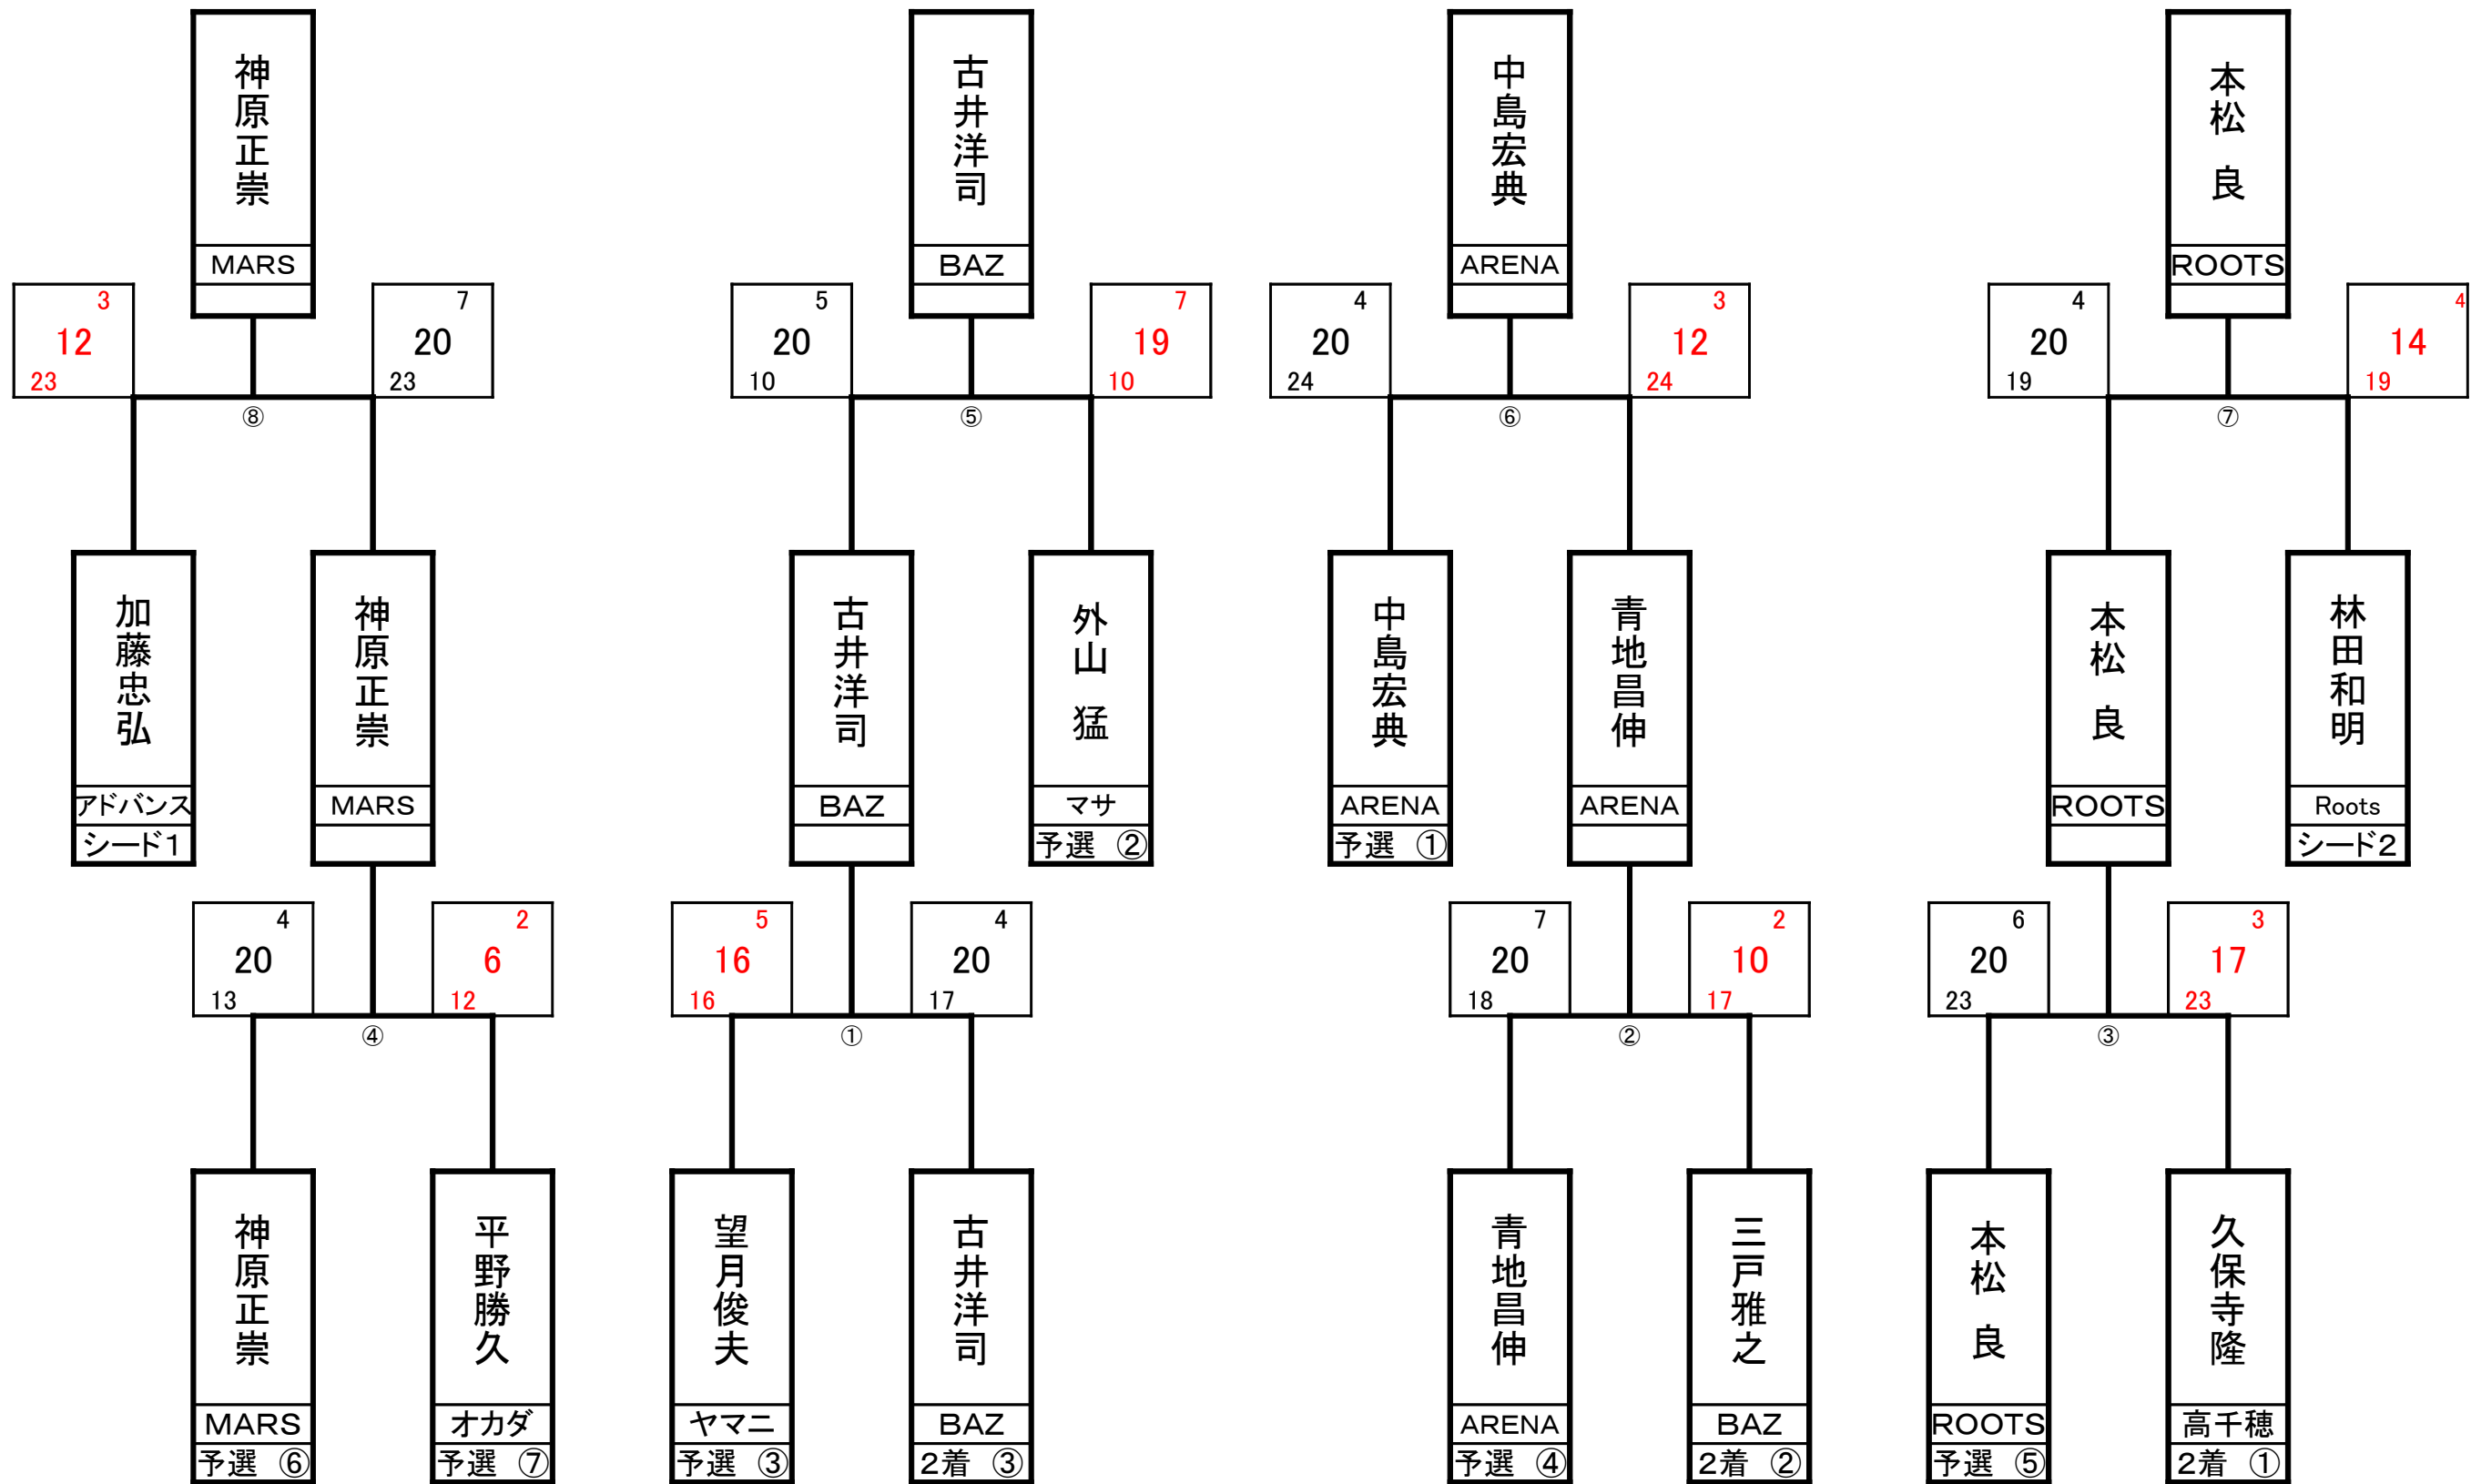 神原正崇
MARS
古井洋司
BAZ
中島宏典
ARENA
本松 良
ROOTS
3
12
23
7
20
23
⑧
5
20
10
7
19
10
⑤
4
20
24
3
12
24
⑥
4
20
19
4
14
19
⑦
加藤忠弘
アドバンス
シード1
神原正崇
MARS
古井洋司
BAZ
外山 猛
マサ
予選 ②
中島宏典
ARENA
予選 ①
青地昌伸
ARENA
本松 良
ROOTS
林田和明
Roots
シード2
4
20
13
2
6
12
④
5
16
16
4
20
17
①
7
20
18
2
10
17
②
6
20
23
3
17
23
③
神原正崇
MARS
予選 ⑥
平野勝久
オカダ
予選 ⑦
望月俊夫
ヤマニ
予選 ③
古井洋司
BAZ
2着 ③
青地昌伸
ARENA
予選 ④
三戸雅之
BAZ
2着 ②
本松 良
ROOTS
予選 ⑤
久保寺隆
高千穂
2着 ①